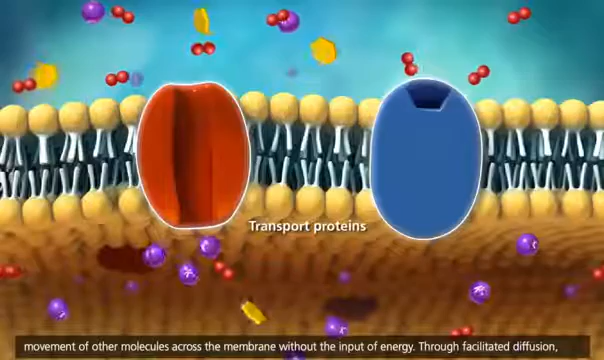 Transport proteins
movement of other molecules across the membrane without the input of energy. Through facilitated diffusion,